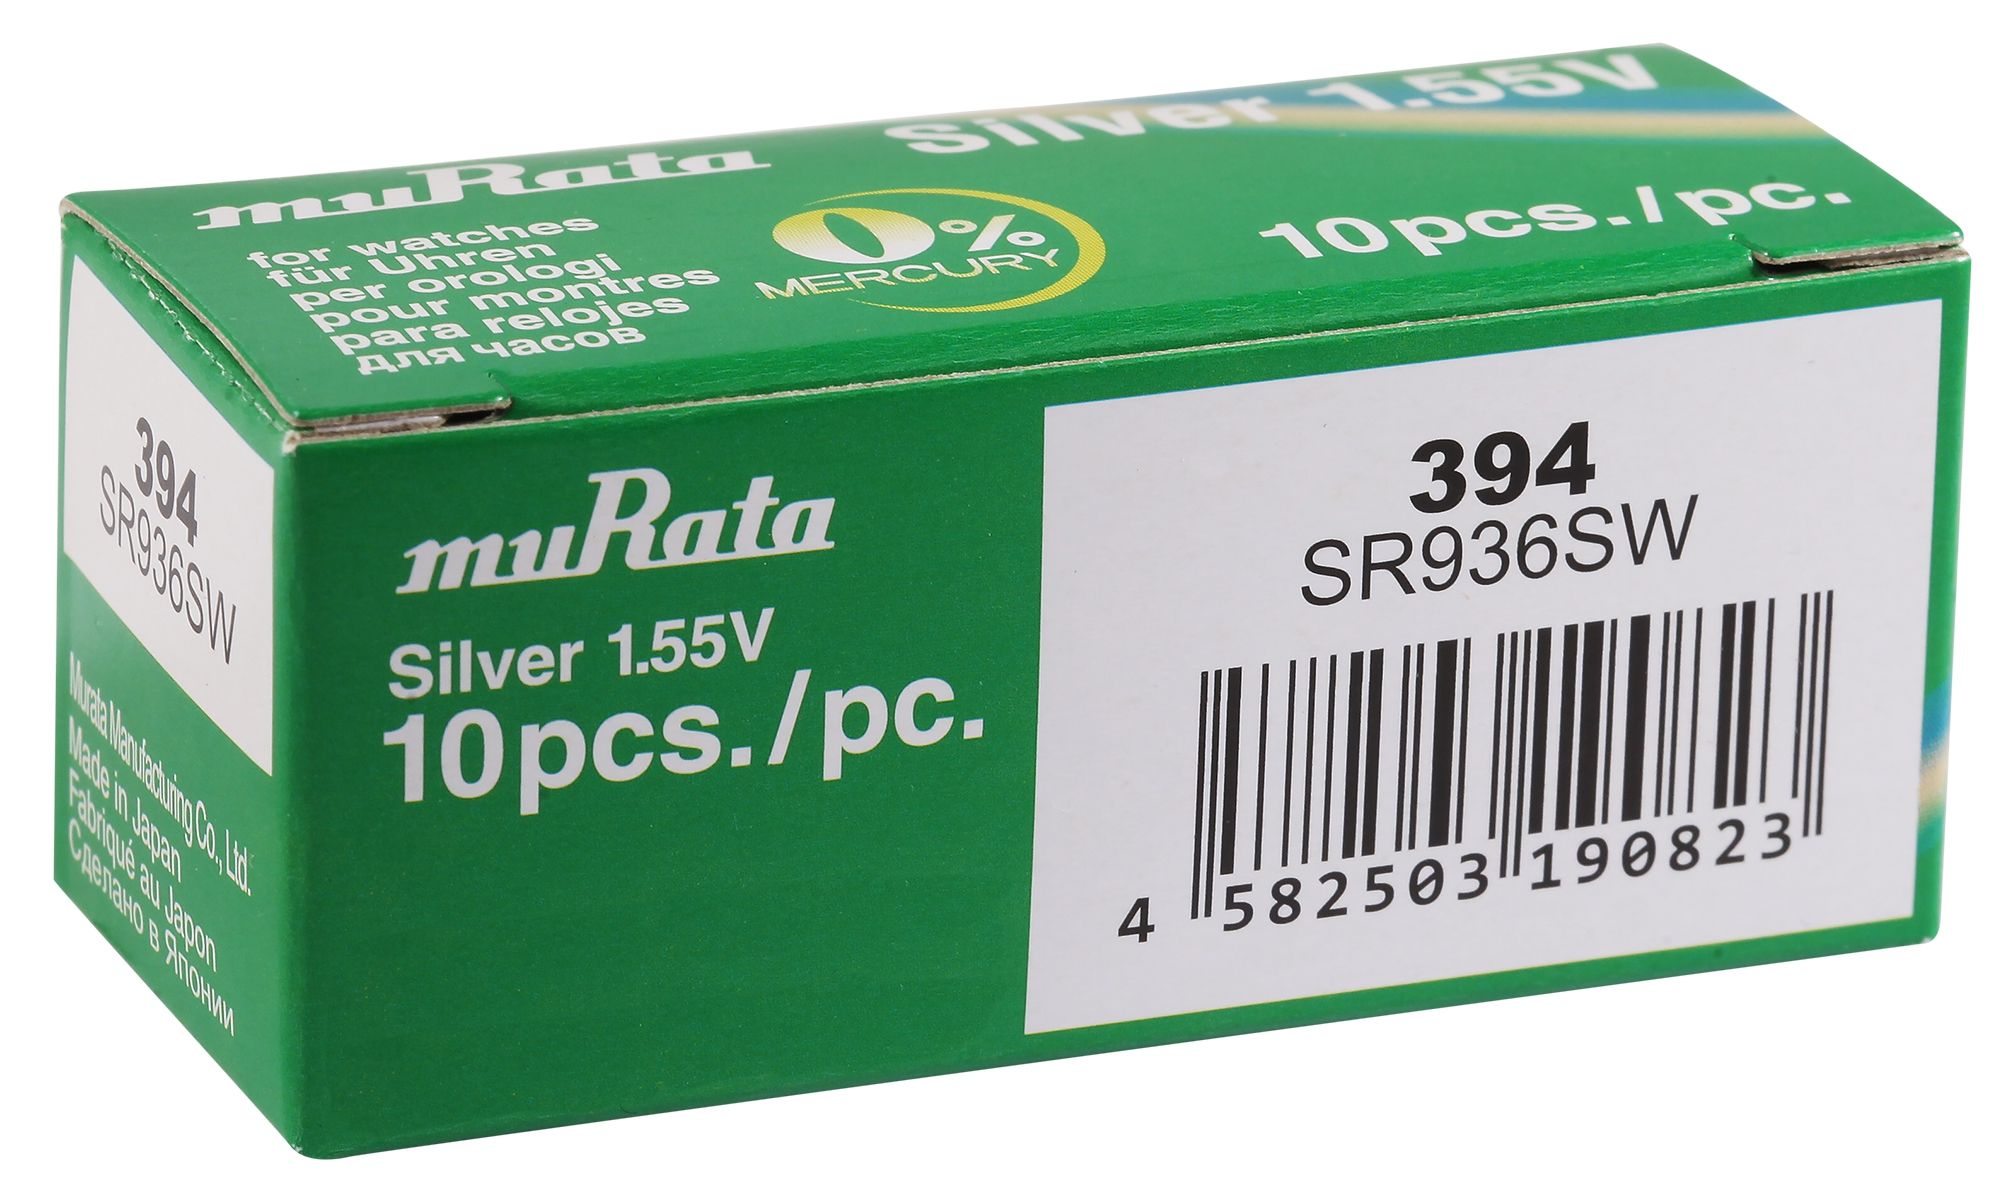 muRata
Silver 1.55V
for watches
für Uhren
per orologi
pour montres
para relojes
для часов
0%
MERCURY
10pcs./pc.
394
SR936SW
Murata Manufacturing Co., Ltd.
Made in Japan
Fabriqué au Japon
Сделано в Японии
muRata
Silver 1.55V
10pcs./pc.
394
SR936SW
4 582503 190823